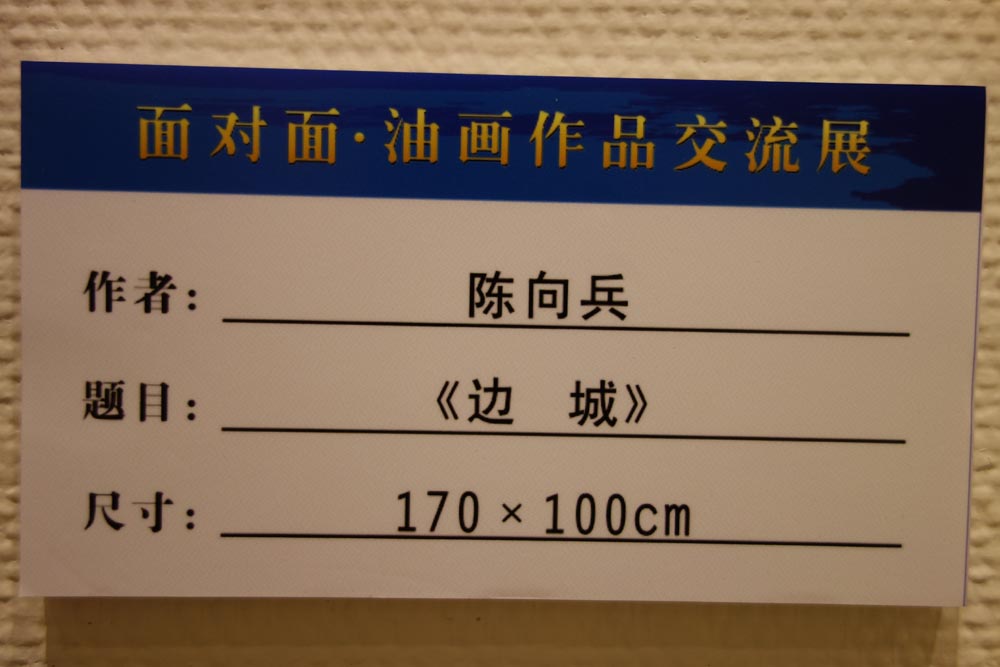 面对面·油画作品交流展
作者： 陈向兵
题目： 《边 城》
尺寸： 170×100cm